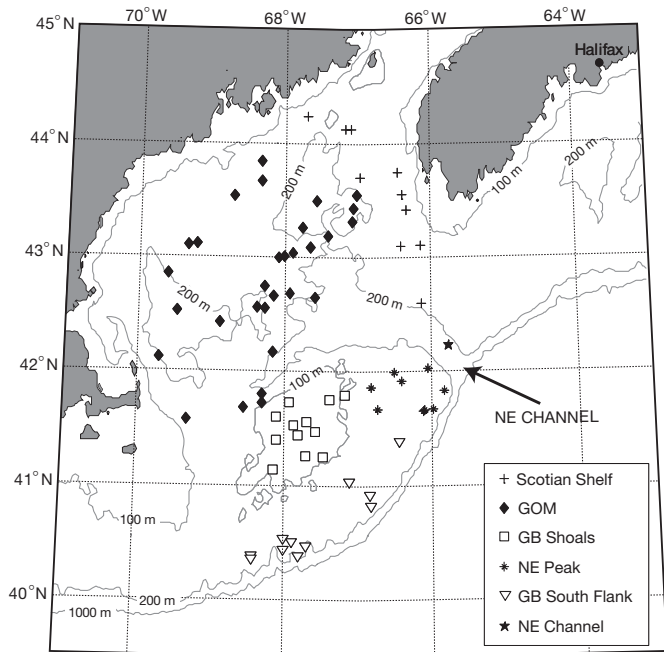 70°W 68°W 66°W 64°W
45°N
Halifax
44°N
200 m
100 m
200 m
43°N
200 m
200 m
42°N
100 m
NE CHANNEL
41°N
100 m
40°N
200 m
1000 m
Scotian Shelf
GOM
GB Shoals
NE Peak
GB South Flank
NE Channel